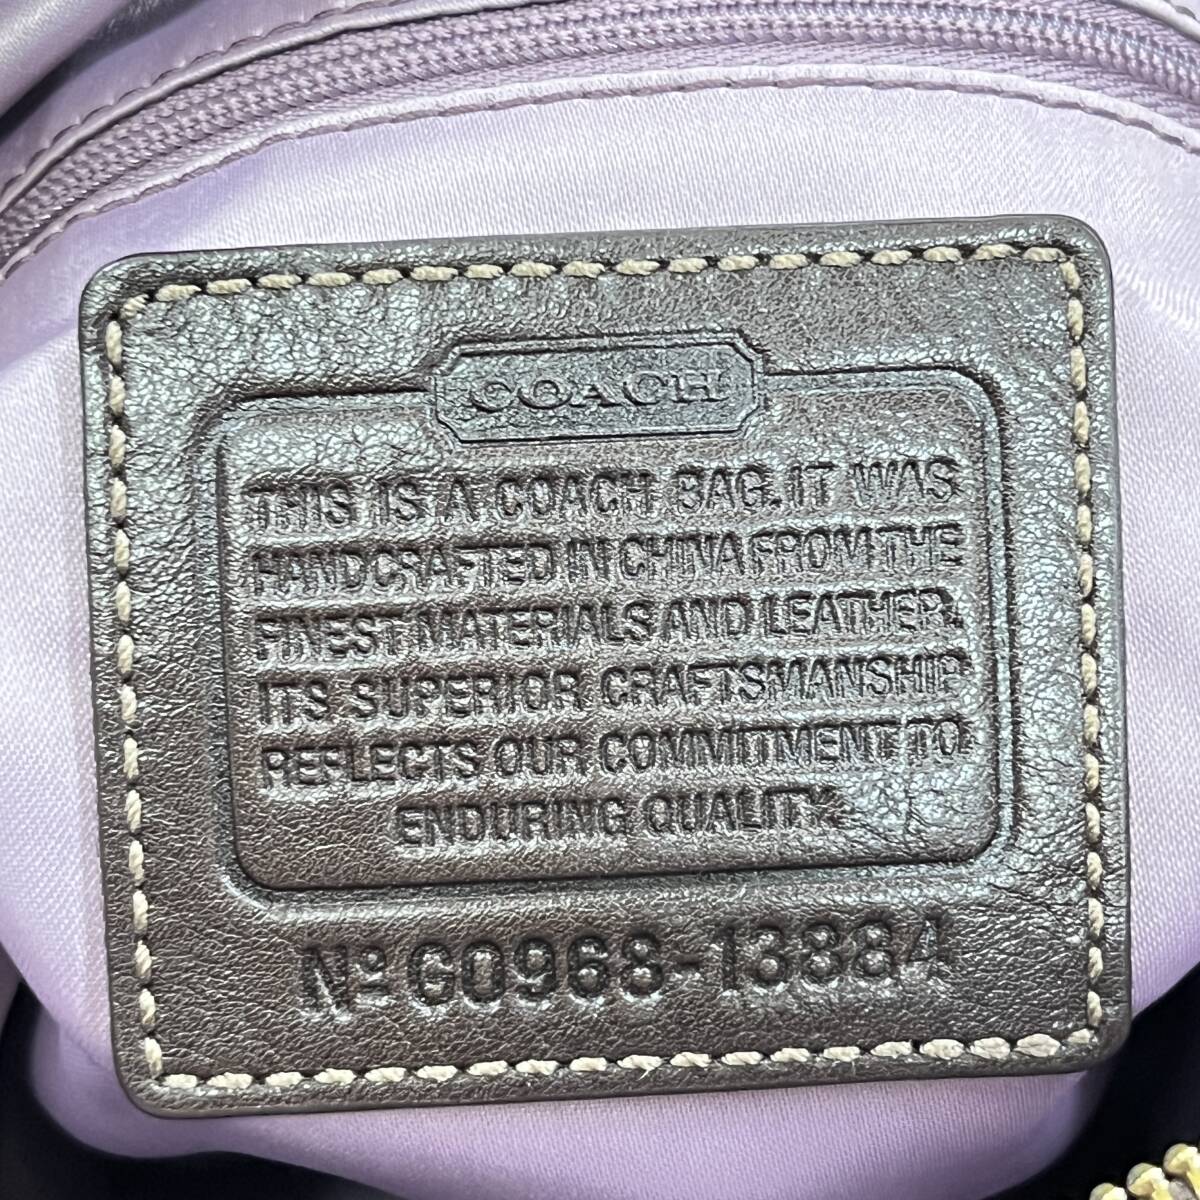 COACH
THIS IS A COACH BAG. IT WAS
HANDCRAFTED IN CHINA FROM THE
FINEST MATERIALS AND LEATHER.
ITS SUPERIOR CRAFTSMANSHIP
REFLECTS OUR COMMITMENT TO
ENDURING QUALITY.
Nº G0968-13884